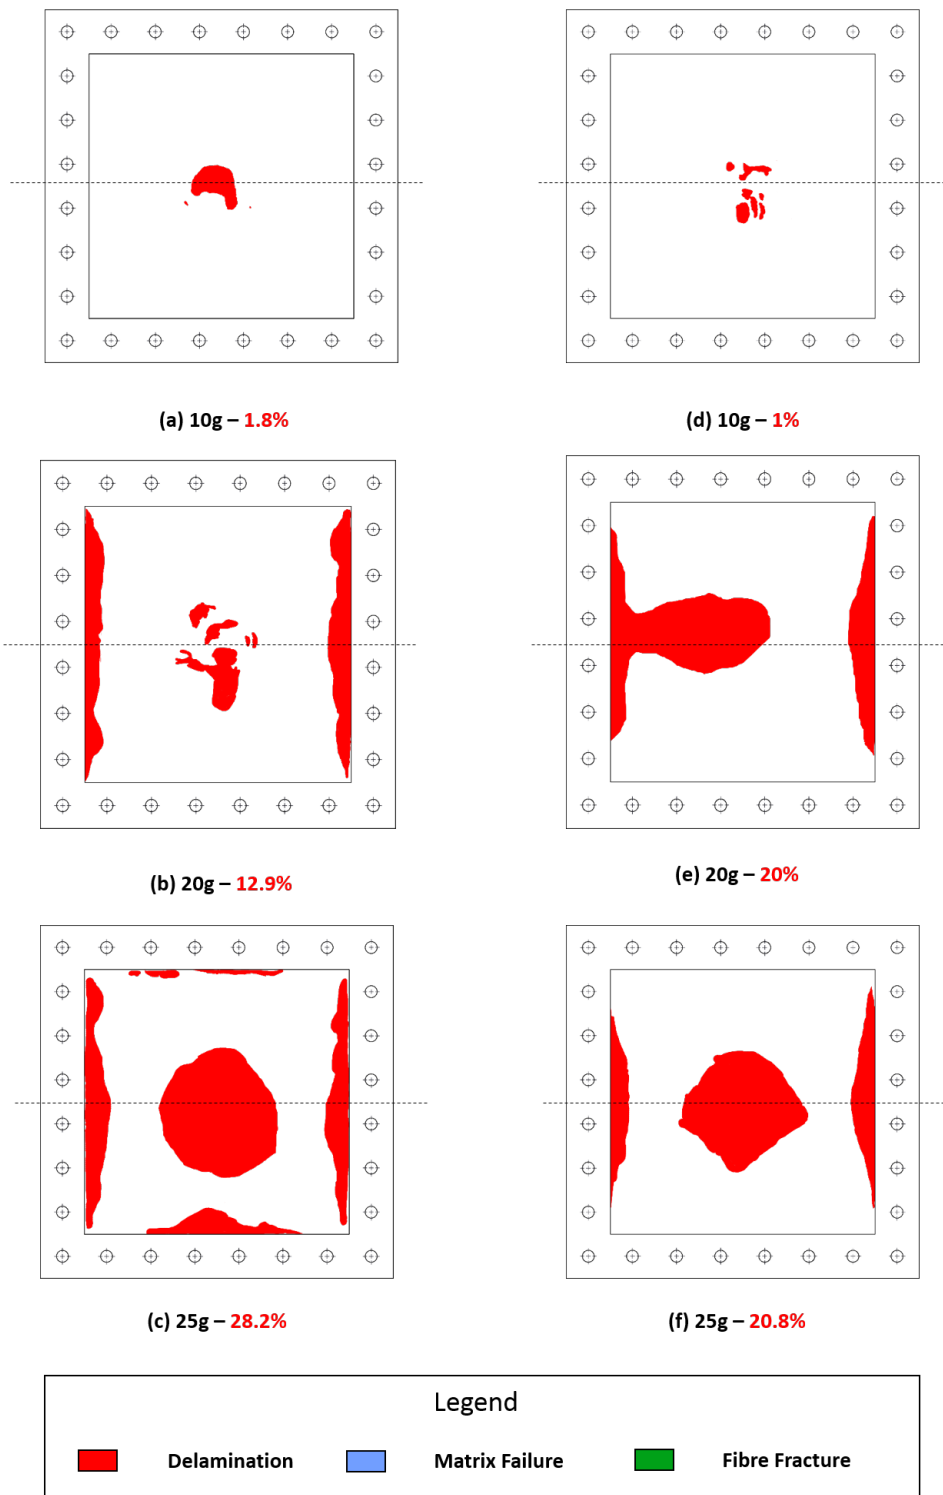 (a) 10g – 1.8%
(d) 10g – 1%
(b) 20g – 12.9%
(e) 20g – 20%
(c) 25g – 28.2%
(f) 25g – 20.8%
Legend
Delamination
Matrix Failure
Fibre Fracture